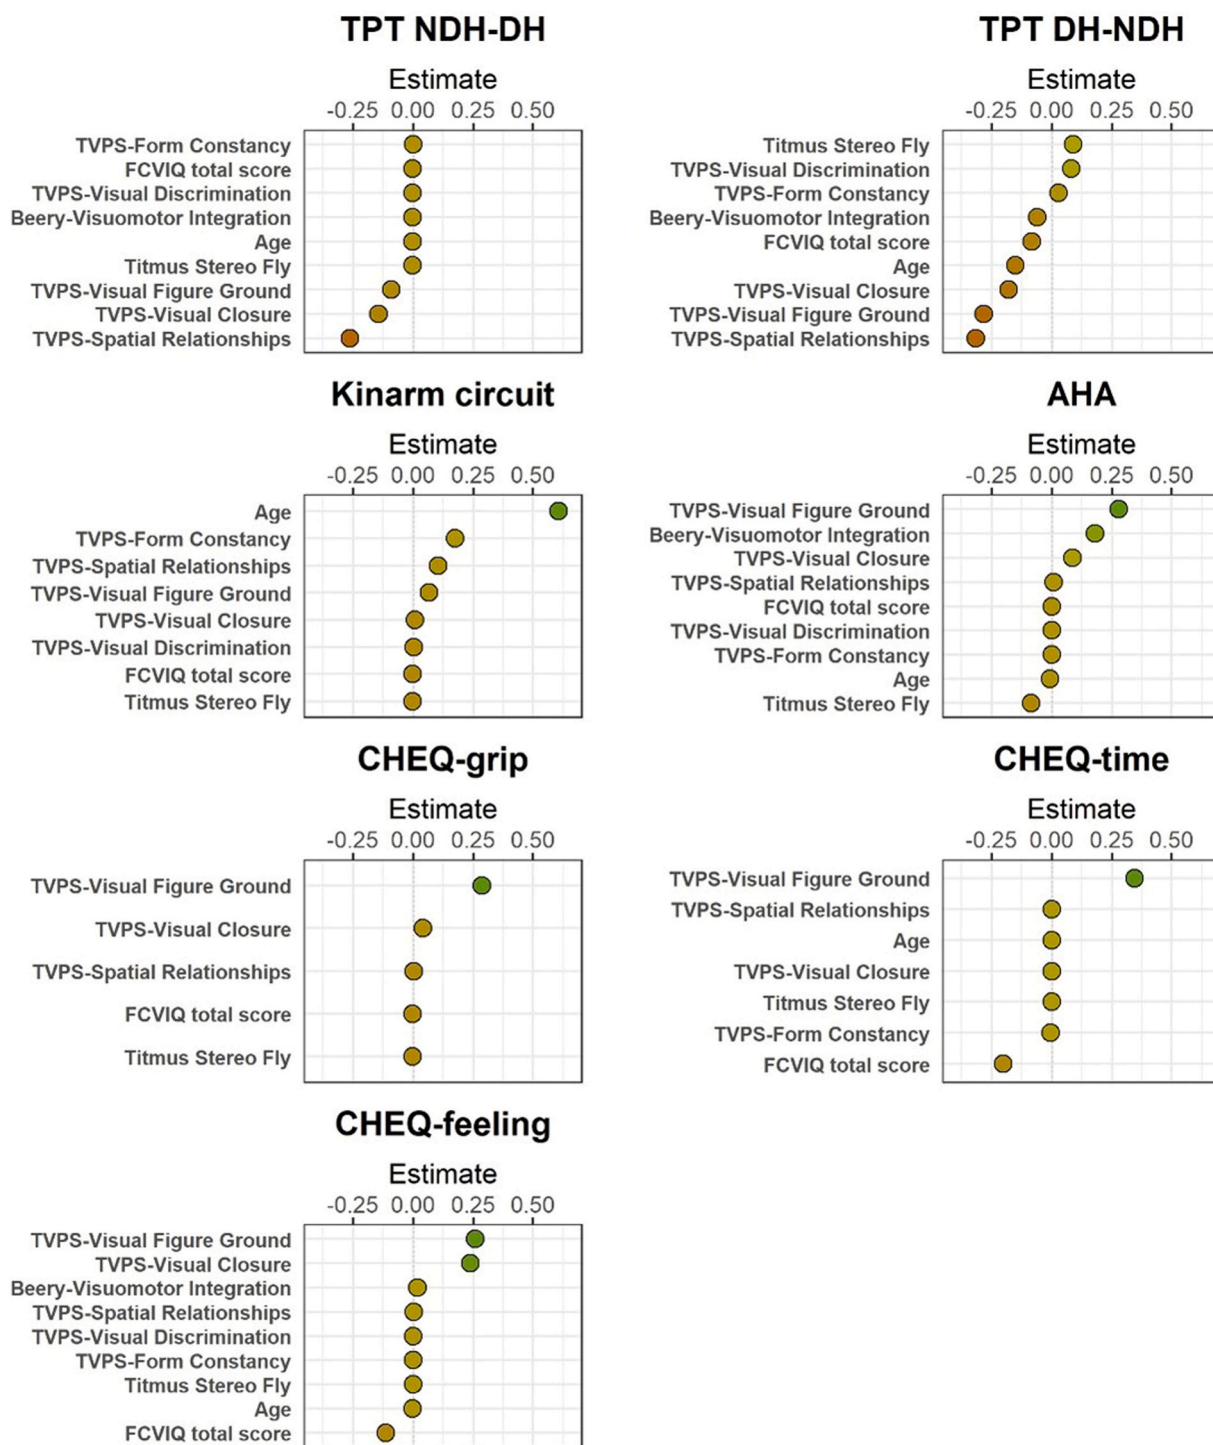 TPT NDH-DH
Estimate
-0.25 0.00 0.25 0.50
TVPS-Form Constancy
FCVIQ total score
TVPS-Visual Discrimination
Beery-Visuomotor Integration
Age
Titmus Stereo Fly
TVPS-Visual Figure Ground
TVPS-Visual Closure
TVPS-Spatial Relationships
TPT DH-NDH
Estimate
-0.25 0.00 0.25 0.50
Titmus Stereo Fly
TVPS-Visual Discrimination
TVPS-Form Constancy
Beery-Visuomotor Integration
FCVIQ total score
Age
TVPS-Visual Closure
TVPS-Visual Figure Ground
TVPS-Spatial Relationships
Kinarm circuit
Estimate
-0.25 0.00 0.25 0.50
Age
TVPS-Form Constancy
TVPS-Spatial Relationships
TVPS-Visual Figure Ground
TVPS-Visual Closure
TVPS-Visual Discrimination
FCVIQ total score
Titmus Stereo Fly
AHA
Estimate
-0.25 0.00 0.25 0.50
TVPS-Visual Figure Ground
Beery-Visuomotor Integration
TVPS-Visual Closure
TVPS-Spatial Relationships
FCVIQ total score
TVPS-Visual Discrimination
TVPS-Form Constancy
Age
Titmus Stereo Fly
CHEQ-grip
Estimate
-0.25 0.00 0.25 0.50
TVPS-Visual Figure Ground
TVPS-Visual Closure
TVPS-Spatial Relationships
FCVIQ total score
Titmus Stereo Fly
CHEQ-time
Estimate
-0.25 0.00 0.25 0.50
TVPS-Visual Figure Ground
TVPS-Spatial Relationships
Age
TVPS-Visual Closure
Titmus Stereo Fly
TVPS-Form Constancy
FCVIQ total score
CHEQ-feeling
Estimate
-0.25 0.00 0.25 0.50
TVPS-Visual Figure Ground
TVPS-Visual Closure
Beery-Visuomotor Integration
TVPS-Spatial Relationships
TVPS-Visual Discrimination
TVPS-Form Constancy
Titmus Stereo Fly
Age
FCVIQ total score